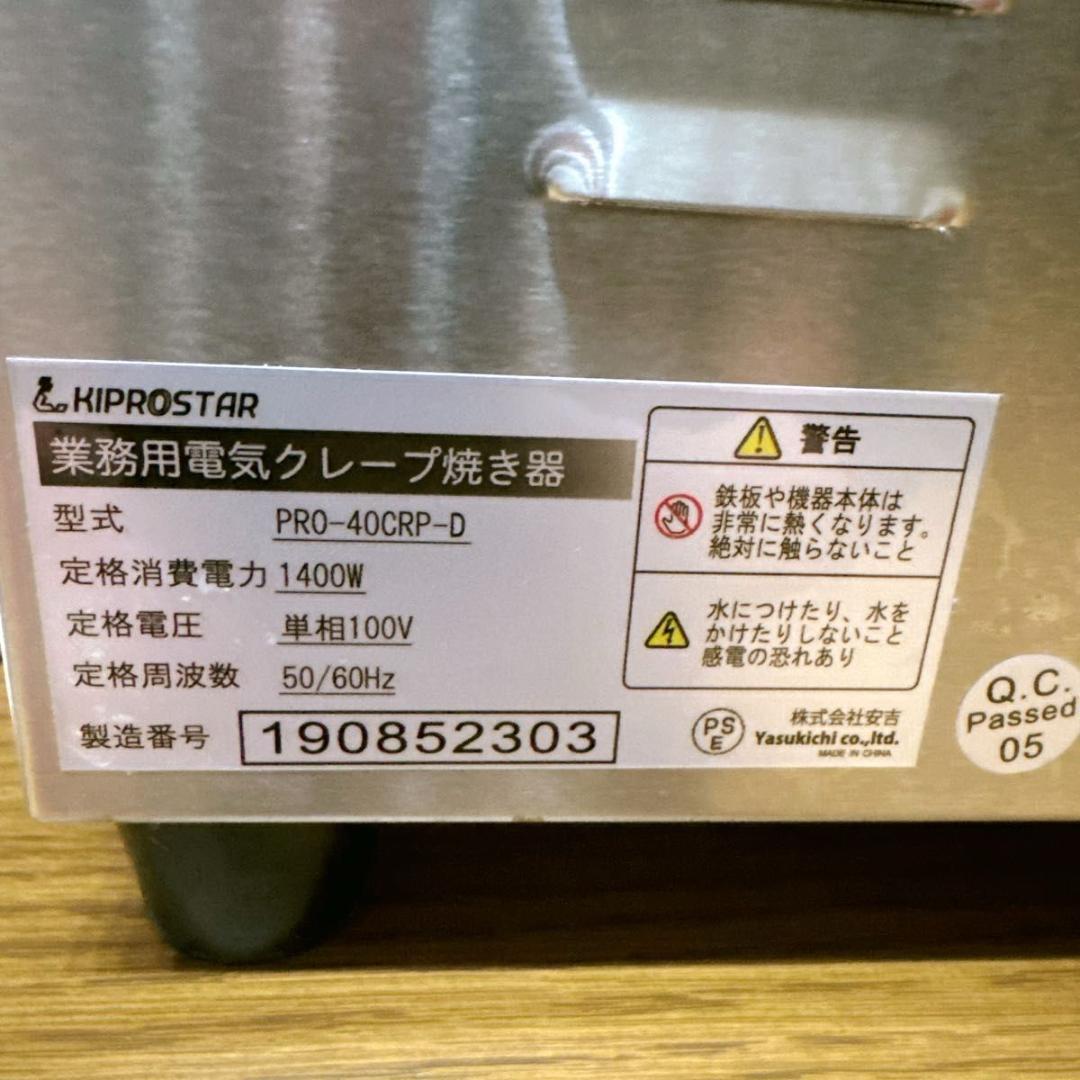 KIPROSTAR
業務用電気クレープ焼き器
型式 PRO-40CRP-D
定格消費電力 1400W
定格電圧 単相100V
定格周波数 50/60Hz
製造番号 190852303
警告
鉄板や機器本体は
非常に熱くなります。
絶対に触らないこと
水につけたり、水を
かけたりしないこと
感電の恐れあり
PS
E
株式会社安吉
Yasukichi co.,ltd.
MADE IN CHINA
Q.C.
Passed
05